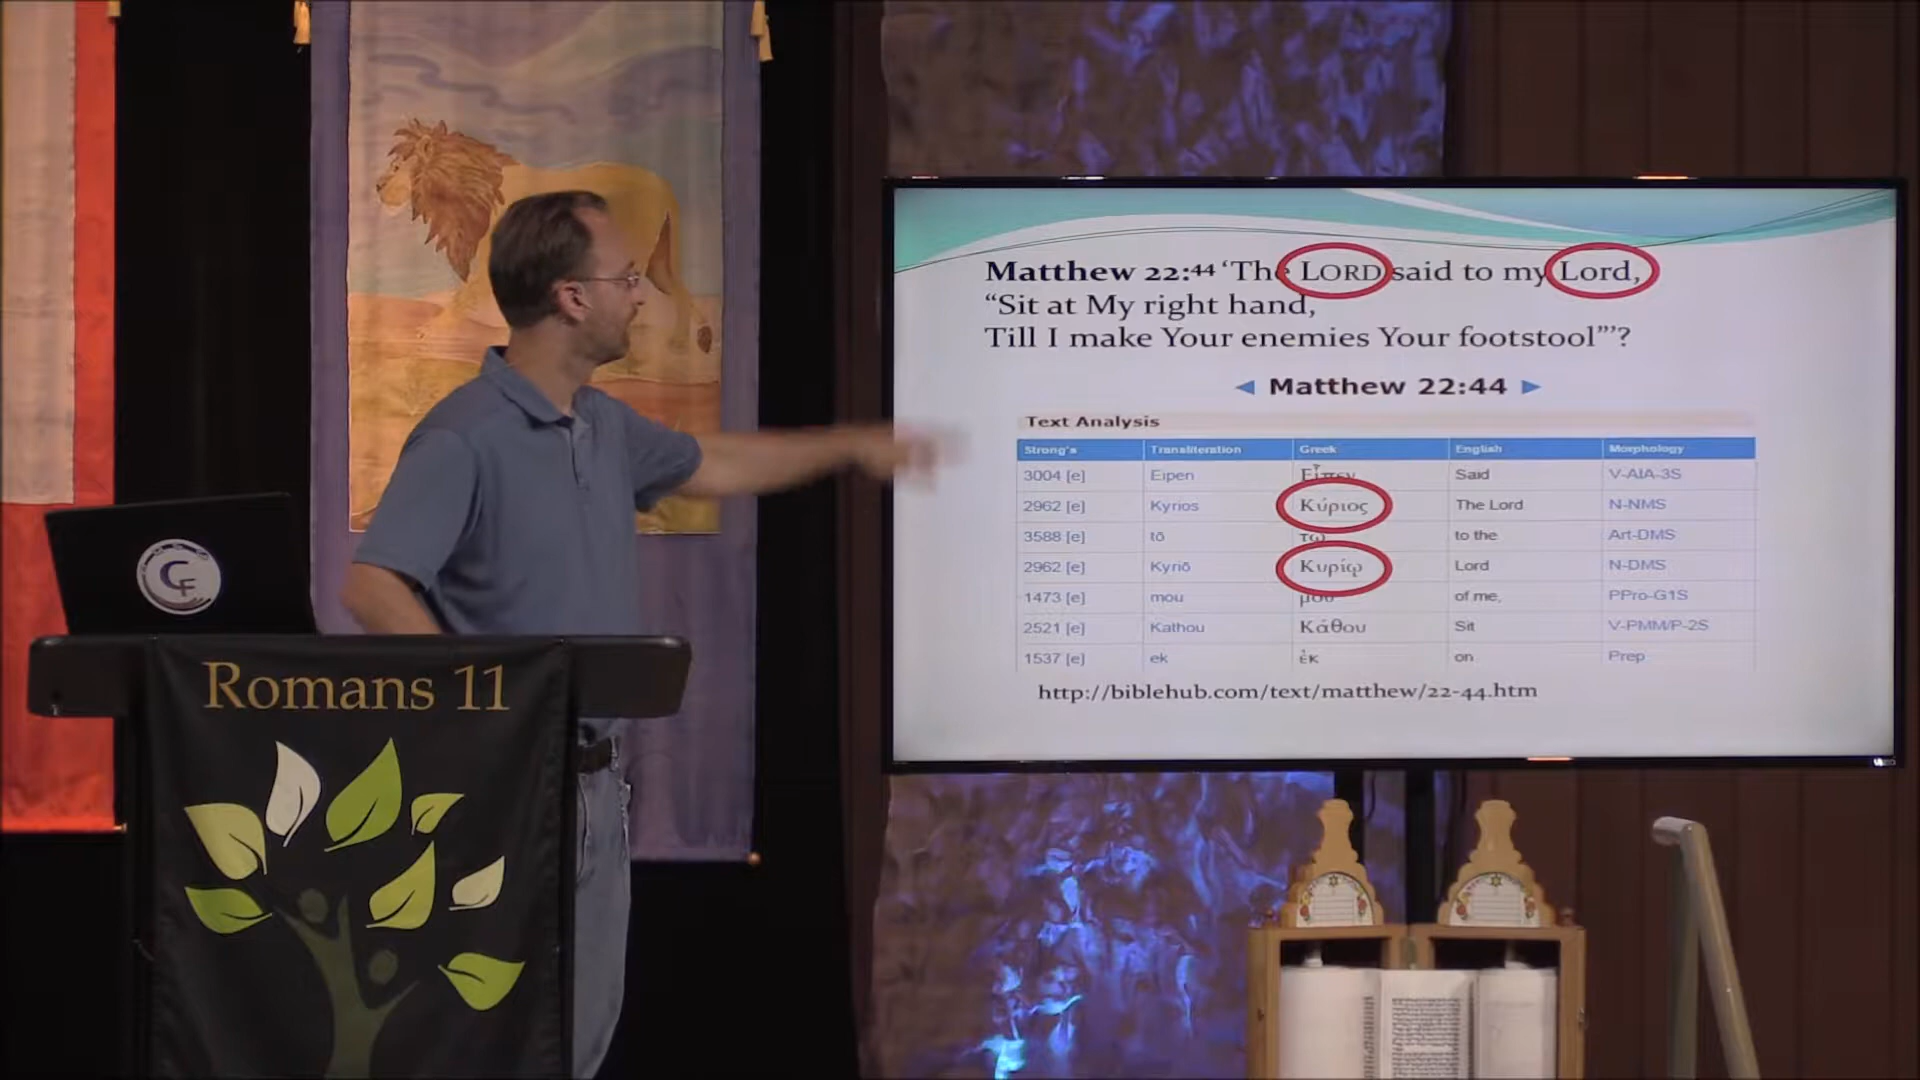 Matthew 22:44 ‘The LORD said to my Lord,
“Sit at My right hand,
Till I make Your enemies Your footstool”’?
◄ Matthew 22:44 ►
Text Analysis
Strong's Transliteration Greek English Morphology
3004 [e] Eipen Εἶπεν Said V-AIA-3S
2962 [e] Kyrios Κύριος The Lord N-NMS
3588 [e] tō τῷ to the Art-DMS
2962 [e] Kyriō Κυρίῳ Lord N-DMS
1473 [e] mou μου of me, PPro-G1S
2521 [e] Kathou Κάθου Sit V-PMM/P-2S
1537 [e] ek ἐκ on Prep
http://biblehub.com/text/matthew/22-44.htm
CF
Romans 11